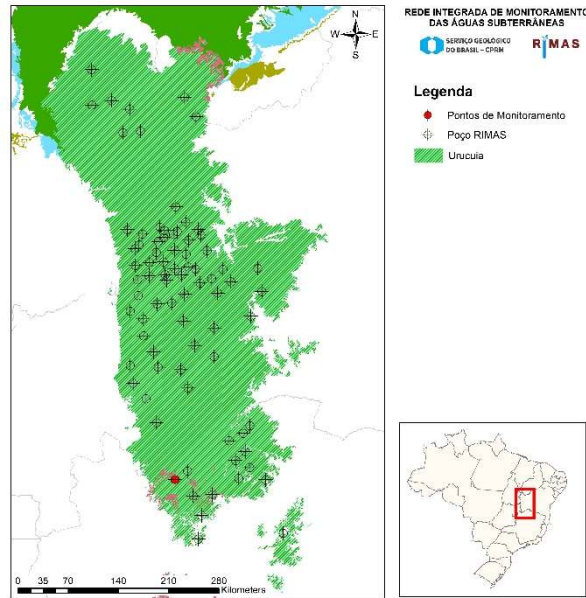 REDE INTEGRADA DE MONITORAMENTO
DAS ÁGUAS SUBTERRÂNEAS
SERVIÇO GEOLÓGICO
DO BRASIL – CPRM
RIMAS
Legenda
Pontos de Monitoramento
Poço RIMAS
Urucuia
N
W
E
S
0 35 70 140 210 280
Kilometers